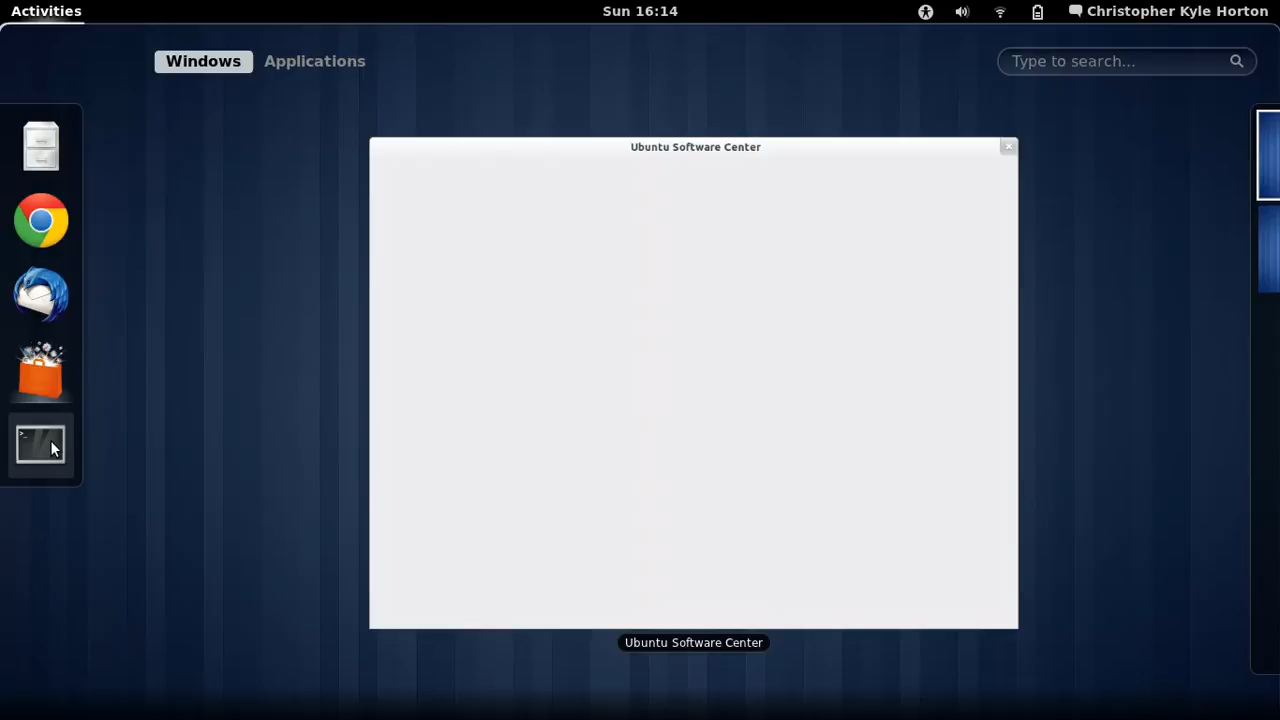 Activities
Sun 16:14
Christopher Kyle Horton
Windows
Applications
Type to search...
Ubuntu Software Center
>_
Ubuntu Software Center